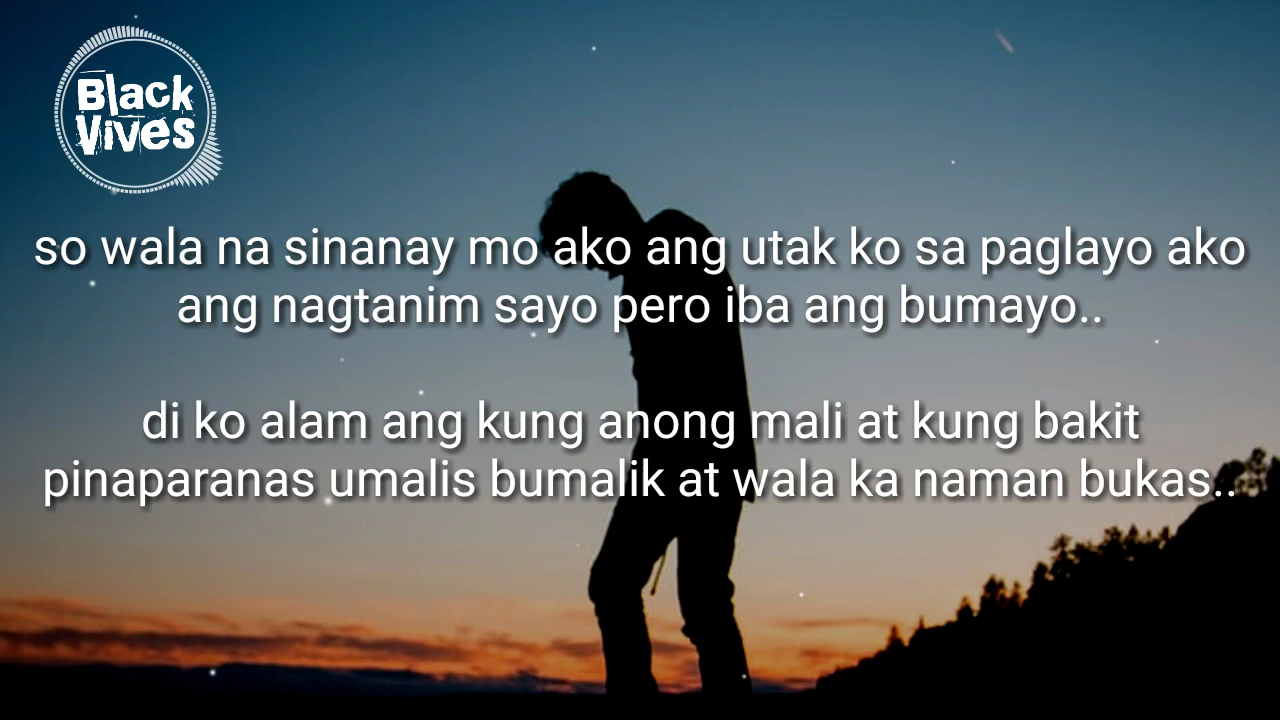 Black
Vives
so wala na sinanay mo ako ang utak ko sa paglayo ako
ang nagtanim sayo pero iba ang bumayo..
di ko alam ang kung anong mali at kung bakit
pinaparanas umalis bumalik at wala ka naman bukas..